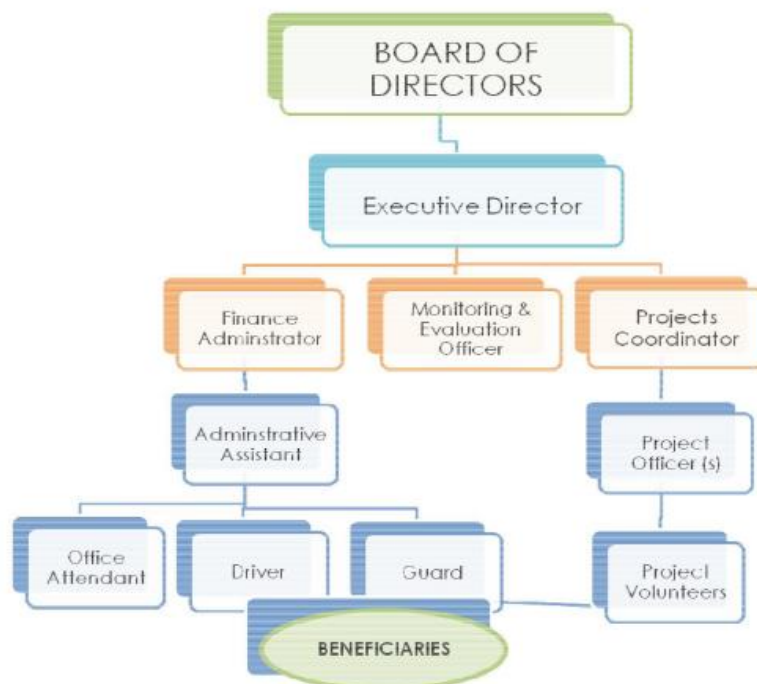 BOARD OF
DIRECTORS
Executive Director
Finance
Adminstrator
Monitoring &
Evaluation
Officer
Projects
Coordinator
Adminstrative
Assistant
Project
Officer (s)
Office
Attendant
Driver
Guard
Project
Volunteers
BENEFICIARIES